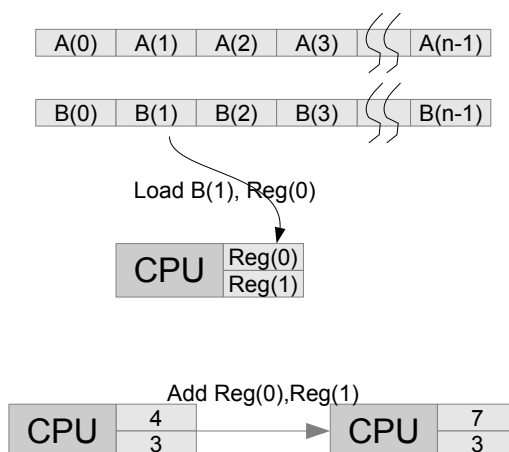 A(0) A(1) A(2) A(3) A(n-1)
B(0) B(1) B(2) B(3) B(n-1)
Load B(1), Reg(0)
CPU Reg(0)
Reg(1)
Add Reg(0),Reg(1)
CPU 4 CPU 7
3 3